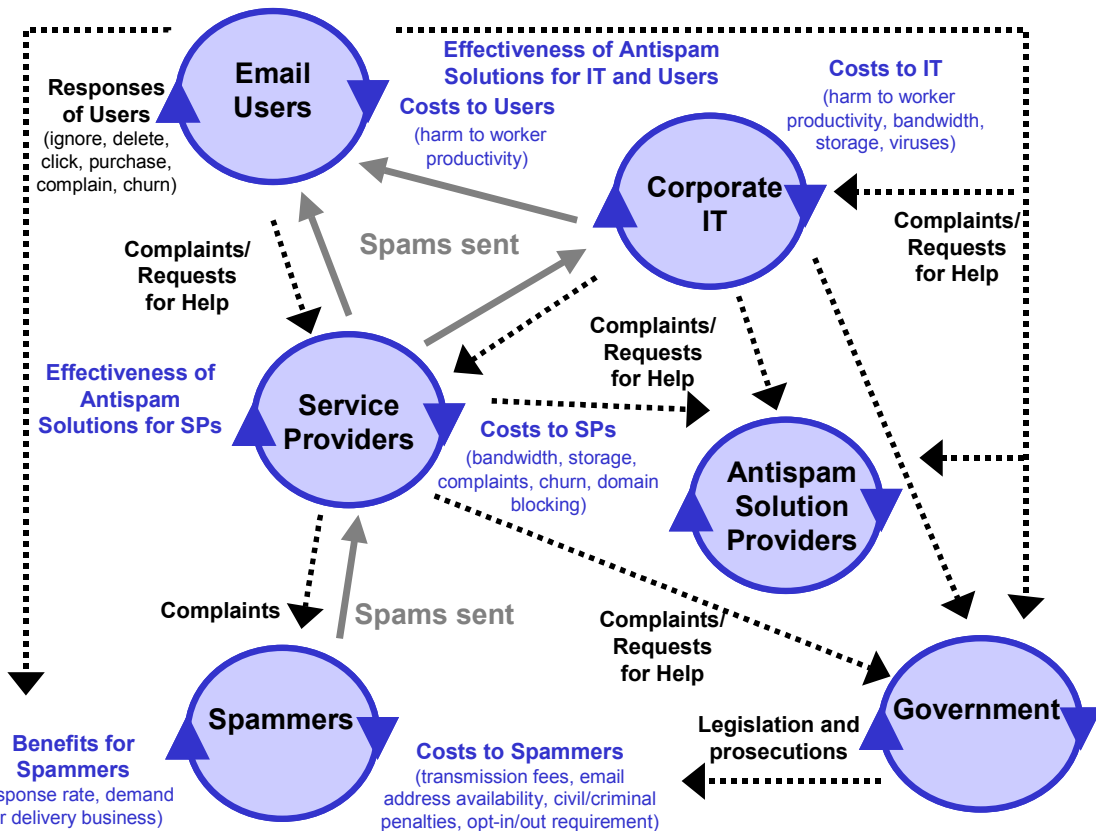 Email
Users
Effectiveness of Antispam
Solutions for IT and Users
Costs to IT
(harm to worker
productivity, bandwidth,
storage, viruses)
Responses
of Users
(ignore, delete,
click, purchase,
complain, churn)
Costs to Users
(harm to worker
productivity)
Corporate
IT
Complaints/
Requests
for Help
Spams sent
Complaints/
Requests
for Help
Complaints/
Requests
for Help
Effectiveness of
Antispam
Solutions for SPs
Service
Providers
Costs to SPs
(bandwidth, storage,
complaints, churn, domain
blocking)
Antispam
Solution
Providers
Complaints
Spams sent
Complaints/
Requests
for Help
Spammers
Government
Legislation and
prosecutions
Benefits for
Spammers
sponse rate, demand
r delivery business)
Costs to Spammers
(transmission fees, email
address availability, civil/criminal
penalties, opt-in/out requirement)